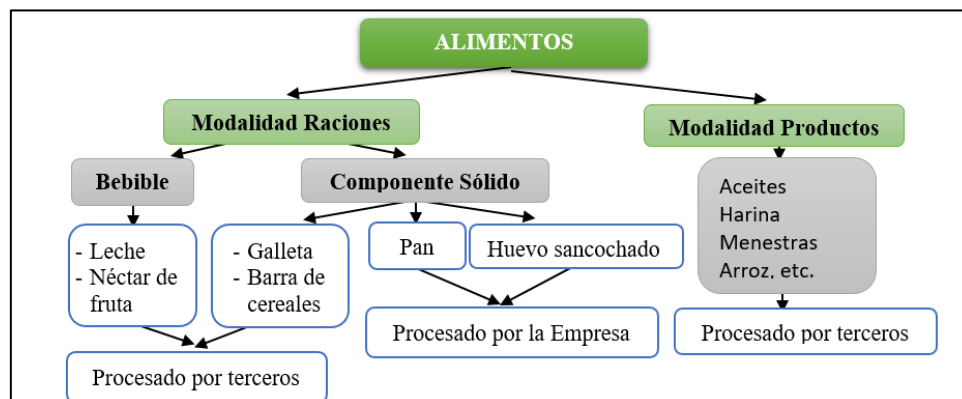 ALIMENTOS
Modalidad Raciones
Modalidad Productos
Bebible
Componente Sólido
Aceites
Harina
Menestras
Arroz, etc.
- Leche
- Néctar de
fruta
- Galleta
- Barra de
cereales
Pan
Huevo sancochado
Procesado por la Empresa
Procesado por terceros
Procesado por terceros